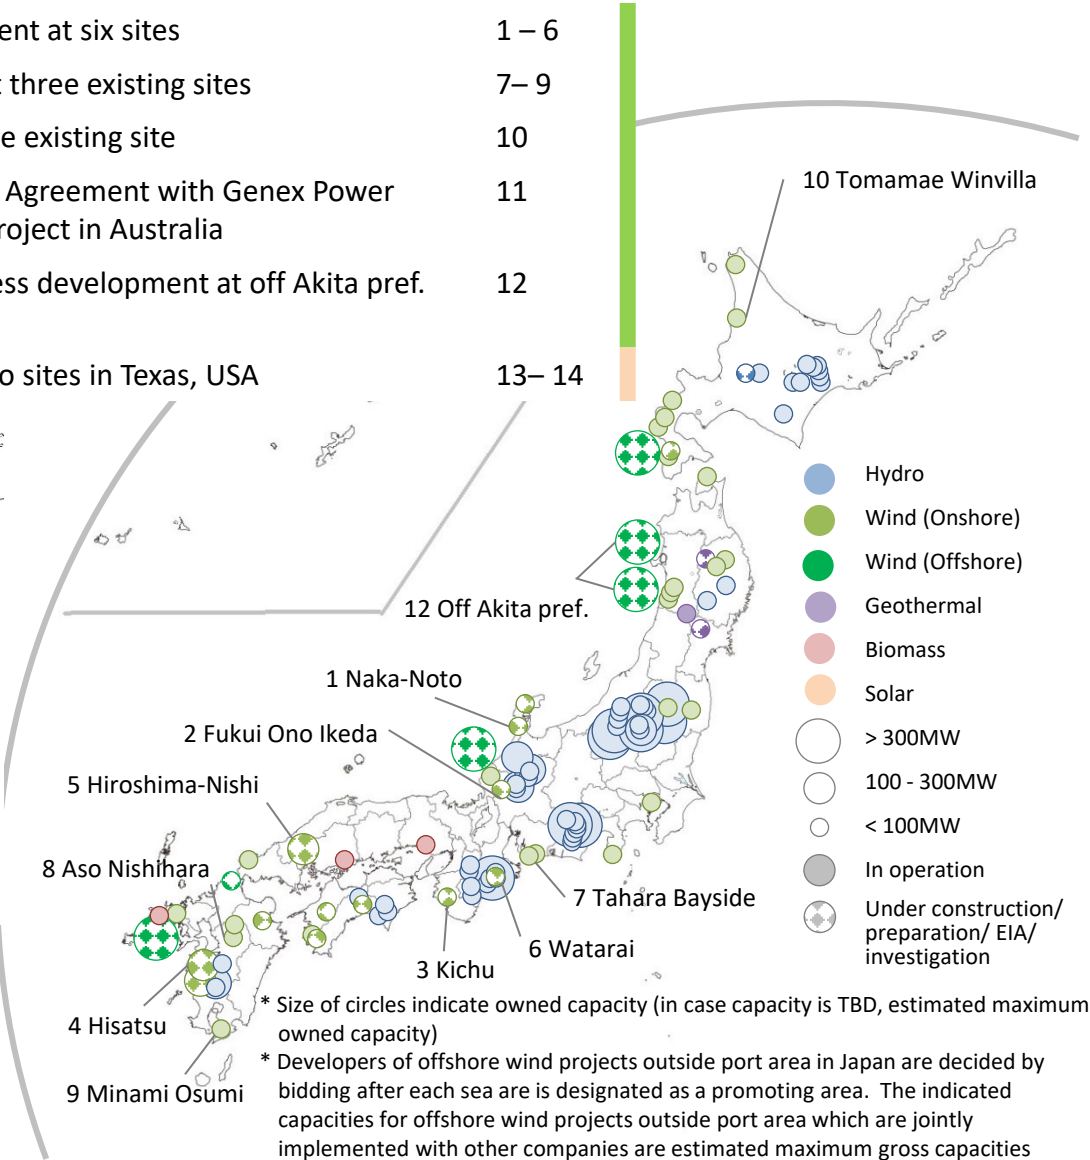 ent at six sites 1 – 6
t three existing sites 7– 9
e existing site 10
Agreement with Genex Power 11
roject in Australia
ess development at off Akita pref. 12
o sites in Texas, USA 13– 14
10 Tomamae Winvilla
Hydro
Wind (Onshore)
Wind (Offshore)
12 Off Akita pref.
Geothermal
Biomass
1 Naka-Noto
Solar
2 Fukui Ono Ikeda
> 300MW
5 Hiroshima-Nishi
100 - 300MW
< 100MW
8 Aso Nishihara
In operation
7 Tahara Bayside
Under construction/
preparation/ EIA/
investigation
6 Watarai
3 Kichu
4 Hisatsu
9 Minami Osumi
* Size of circles indicate owned capacity (in case capacity is TBD, estimated maximum
owned capacity)
* Developers of offshore wind projects outside port area in Japan are decided by
bidding after each sea are is designated as a promoting area. The indicated
capacities for offshore wind projects outside port area which are jointly
implemented with other companies are estimated maximum gross capacities